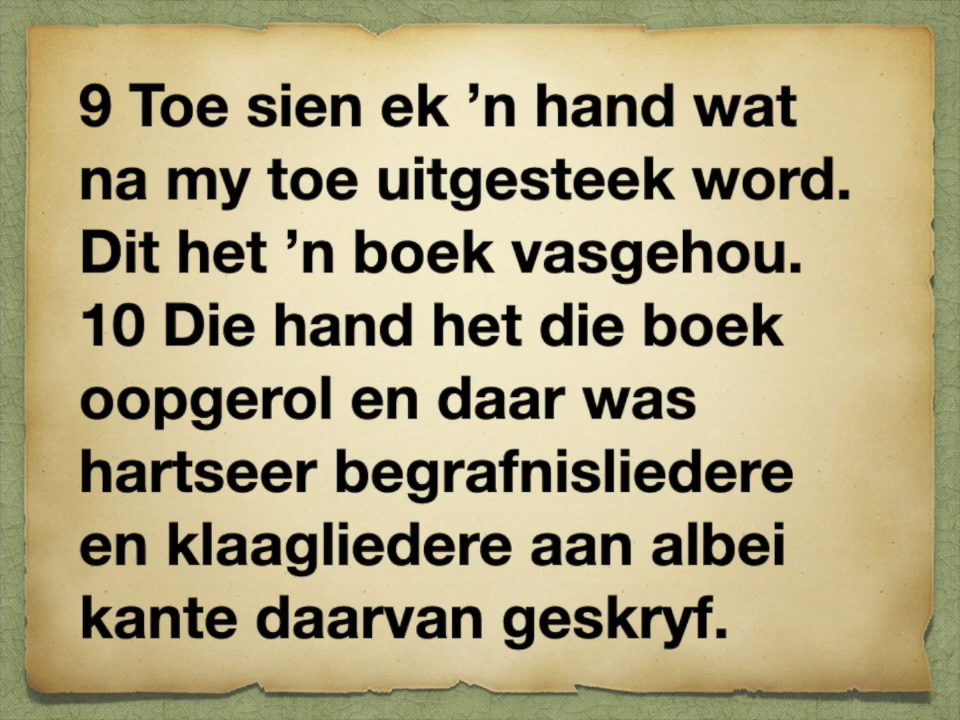 9 Toe sien ek ’n hand wat
na my toe uitgesteek word.
Dit het ’n boek vasgehou.
10 Die hand het die boek
oopgerol en daar was
hartseer begrafnisliedere
en klaagliedere aan albei
kante daarvan geskryf.